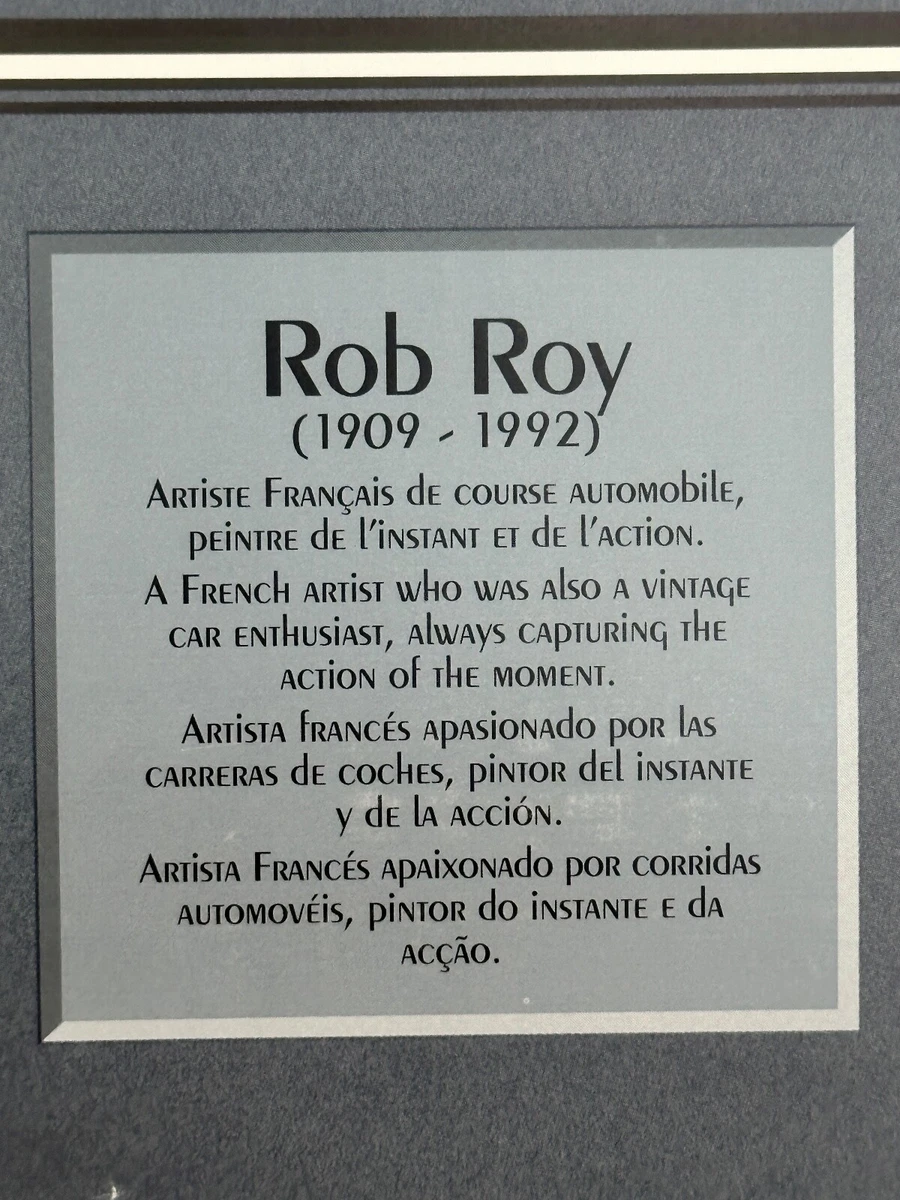 Rob Roy
(1909 - 1992)
Artiste Français de course automobile,
peintre de l'instant et de l'action.
A French artist who was also a vintage
car enthusiast, always capturing the
action of the moment.
Artista francés apasionado por las
carreras de coches, pintor del instante
y de la acción.
Artista Francés apaixonado por corridas
automovéis, pintor do instante e da
acção.